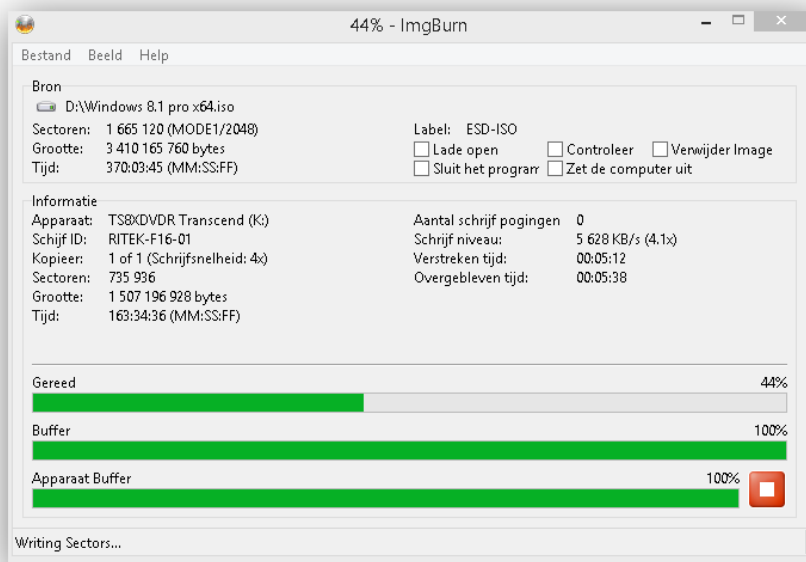 44% - ImgBurn
Bestand Beeld Help
Bron
D:\Windows 8.1 pro x64.iso
Sectoren: 1 665 120 (MODE1/2048) Label: ESD-ISO
Grootte: 3 410 165 760 bytes Lade open Controleer Verwijder Image
Tijd: 370:03:45 (MM:SS:FF) Sluit het program Zet de computer uit
Informatie
Apparaat: TS8XDVDR Transcend (K:) Aantal schrijf pogingen 0
Schijf ID: RITEK-F16-01 Schrijf niveau: 5 628 KB/s (4.1x)
Kopieer: 1 of 1 (Schrijfsnelheid: 4x) Verstreken tijd: 00:05:12
Sectoren: 735 936 Overgebleven tijd: 00:05:38
Grootte: 1 507 196 928 bytes
Tijd: 163:34:36 (MM:SS:FF)
Gereed 44%
Buffer 100%
Apparaat Buffer 100%
Writing Sectors...